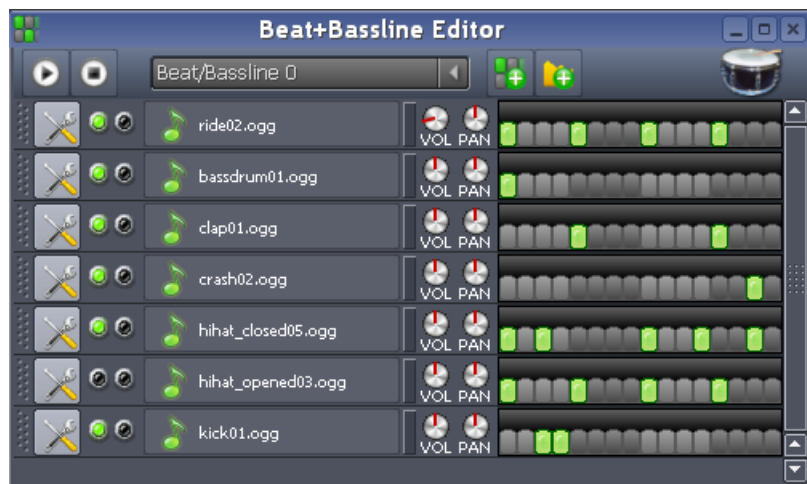 Beat+Bassline Editor
Beat/Bassline 0
ride02.ogg
VOL PAN
bassdrum01.ogg
VOL PAN
clap01.ogg
VOL PAN
crash02.ogg
VOL PAN
hihat_closed05.ogg
VOL PAN
hihat_opened03.ogg
VOL PAN
kick01.ogg
VOL PAN